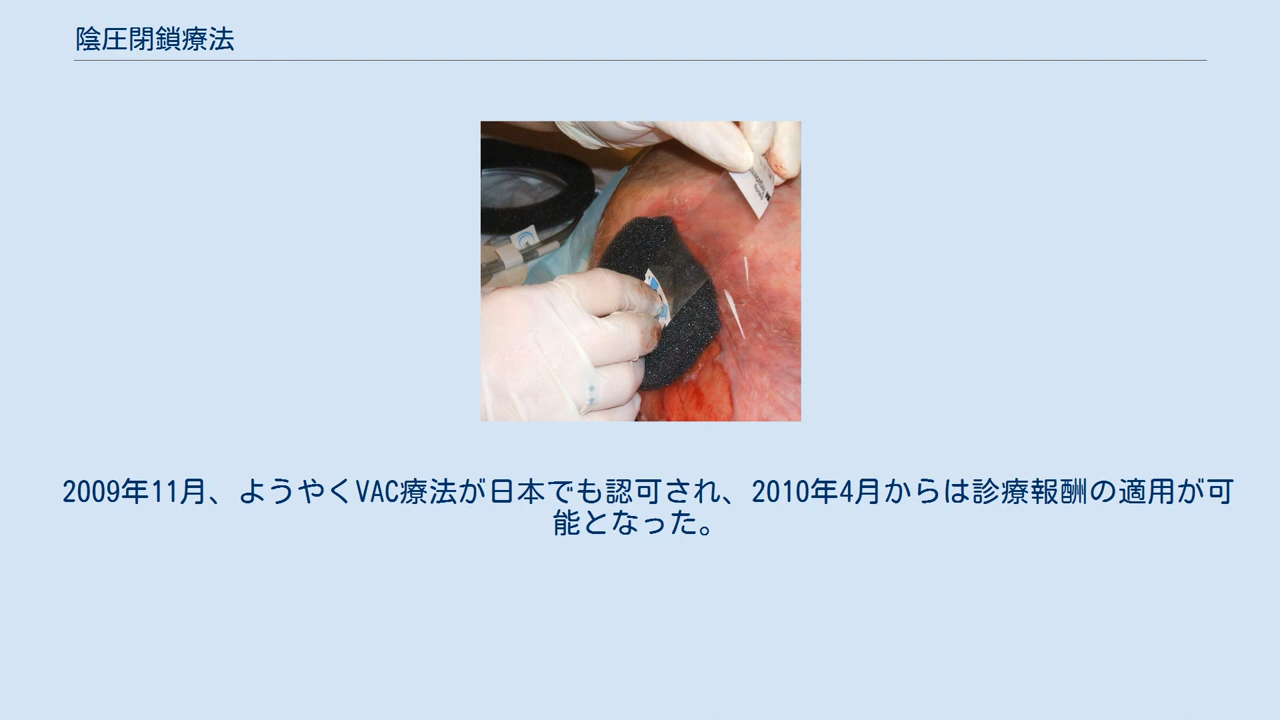 陰圧閉鎖療法
2009年11月、ようやくVAC療法が日本でも認可され、2010年4月からは診療報酬の適用が可
能となった。